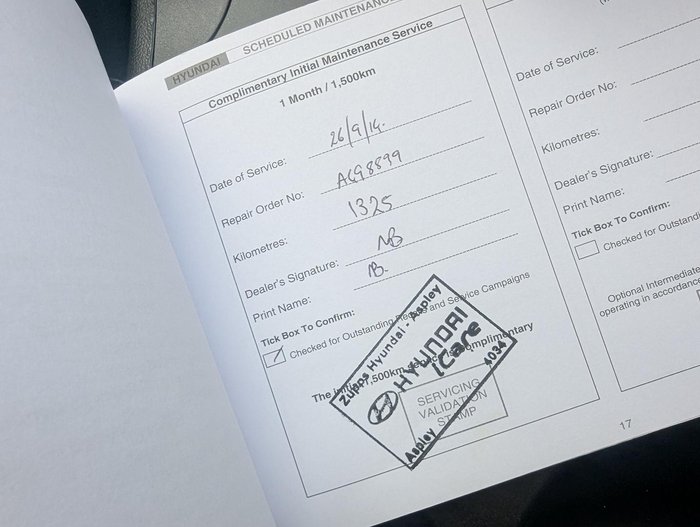 HYUNDAI SCHEDULED MAINTENANC
Complimentary Initial Maintenance Service
1 Month / 1,500km
Date of Service: 26/9/14.
Repair Order No: AG98899
Kilometres: 1325
Dealer's Signature: NB
Print Name: NB.
Tick Box To Confirm:
Checked for Outstanding and Service Campaigns
The 1,500km complimentary
Zupps Hyundai - Aspley
HYUNDAI
iCare
Aspley 4034
SERVICING
VALIDATION
STAMP
Date of Service:
Repair Order No:
Kilometres:
Dealer's Signature:
Print Name:
Tick Box To Confirm:
Checked for Outstand
Optional Intermediate
operating in accordance
17